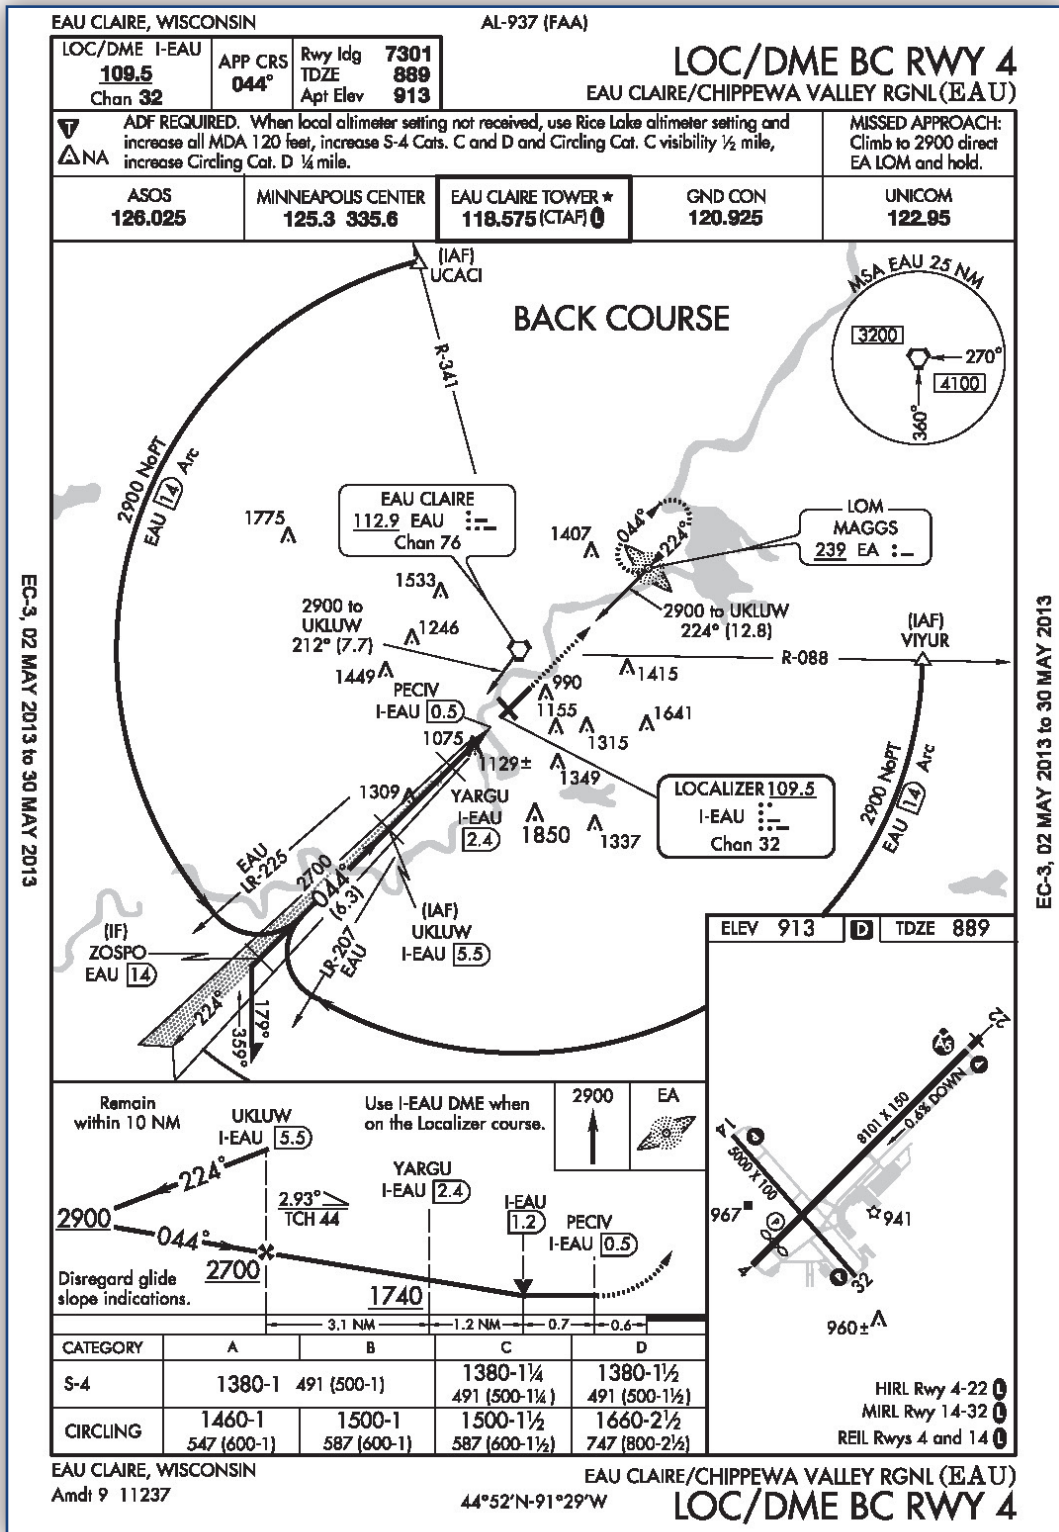 EAU CLAIRE, WISCONSIN
AL-937 (FAA)
LOC/DME I-EAU
109.5
Chan 32
APP CRS
044°
Rwy ldg 7301
TDZE 889
Apt Elev 913
LOC/DME BC RWY 4
EAU CLAIRE/CHIPPEWA VALLEY RGNL (EAU)
T
A NA
ADF REQUIRED. When local altimeter setting not received, use Rice Lake altimeter setting and
increase all MDA 120 feet, increase S-4 Cats. C and D and Circling Cat. C visibility ½ mile,
increase Circling Cat. D ¼ mile.
MISSED APPROACH:
Climb to 2900 direct
EA LOM and hold.
ASOS
126.025
MINNEAPOLIS CENTER
125.3 335.6
EAU CLAIRE TOWER ★
118.575 (CTAF) L
GND CON
120.925
UNICOM
122.95
(IAF)
UCACI
BACK COURSE
MSA EAU 25 NM
3200
270°
4100
360°
R-341
2900 NoPT
EAU 14 Arc
EAU CLAIRE
112.9 EAU
Chan 76
1775
1407
044°
224°
LOM
MAGGS
239 EA
1533
2900 to
UKLUW
212° (7.7)
1246
1449
2900 to UKLUW
224° (12.8)
(IAF)
VIYUR
R-088
1415
PECIV
I-EAU 0.5
990
1155
1641
1315
1075
1129±
1349
1309
YARGU
I-EAU
2.4
1850
1337
LOCALIZER 109.5
I-EAU
Chan 32
2900 NoPT
EAU 14 Arc
EAU
LR-225
2700
044°
(6.3)
(IAF)
UKLUW
I-EAU 5.5
LR-207
EAU
(IF)
ZOSPO
EAU 14
224°
179°
359°
ELEV 913 D TDZE 889
22
A5
8101 X 150
0.6% DOWN
14
5000 X 100
967
P
941
4
32
960±
HIRL Rwy 4-22 L
MIRL Rwy 14-32 L
REIL Rwys 4 and 14 L
Remain
within 10 NM
UKLUW
I-EAU 5.5
Use I-EAU DME when
on the Localizer course.
2900
EA
224°
2.93°
TCH 44
YARGU
I-EAU 2.4
I-EAU
1.2
PECIV
I-EAU 0.5
2900
044°
2700
1740
Disregard glide
slope indications.
3.1 NM
1.2 NM
0.7
0.6
CATEGORY A B C D
S-4 1380-1 491 (500-1) 1380-1¼ 1380-1½
491 (500-1¼) 491 (500-1½)
CIRCLING 1460-1 1500-1 1500-1½ 1660-2½
547 (600-1) 587 (600-1) 587 (600-1½) 747 (800-2½)
EAU CLAIRE, WISCONSIN
Amdt 9 11237
44°52'N-91°29'W
EAU CLAIRE/CHIPPEWA VALLEY RGNL (EAU)
LOC/DME BC RWY 4
EC-3, 02 MAY 2013 to 30 MAY 2013
EC-3, 02 MAY 2013 to 30 MAY 2013